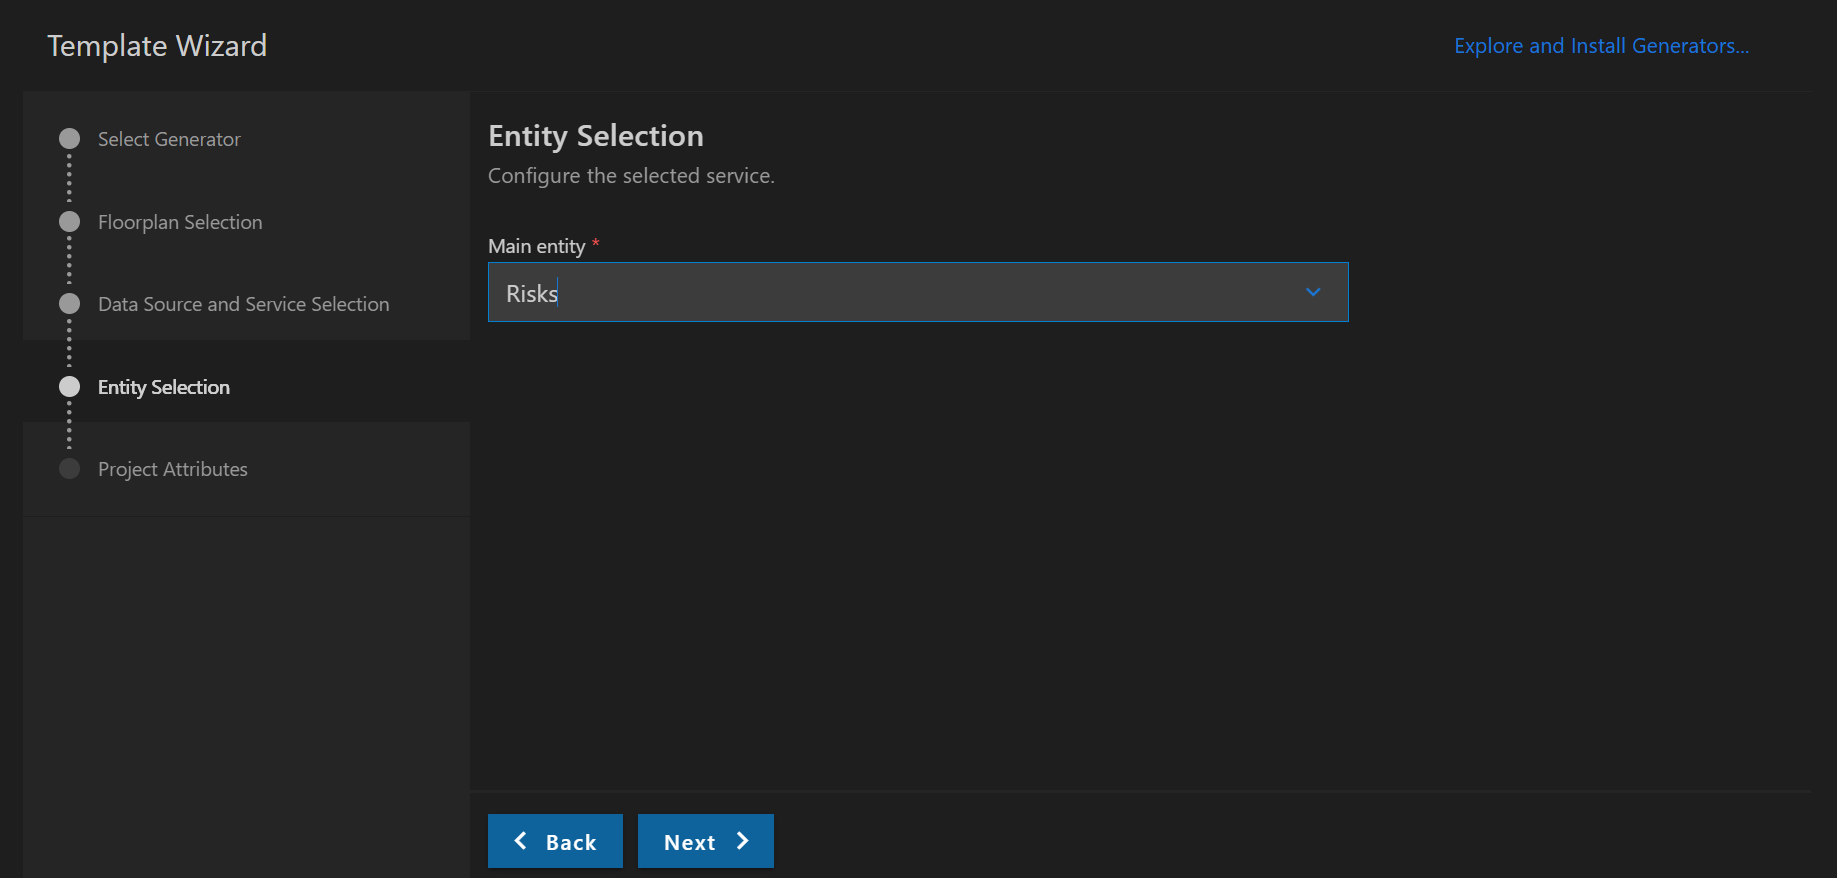 Template Wizard
Explore and Install Generators...
Select Generator
Floorplan Selection
Data Source and Service Selection
Entity Selection
Project Attributes
Entity Selection
Configure the selected service.
Main entity *
Risks
Back
Next